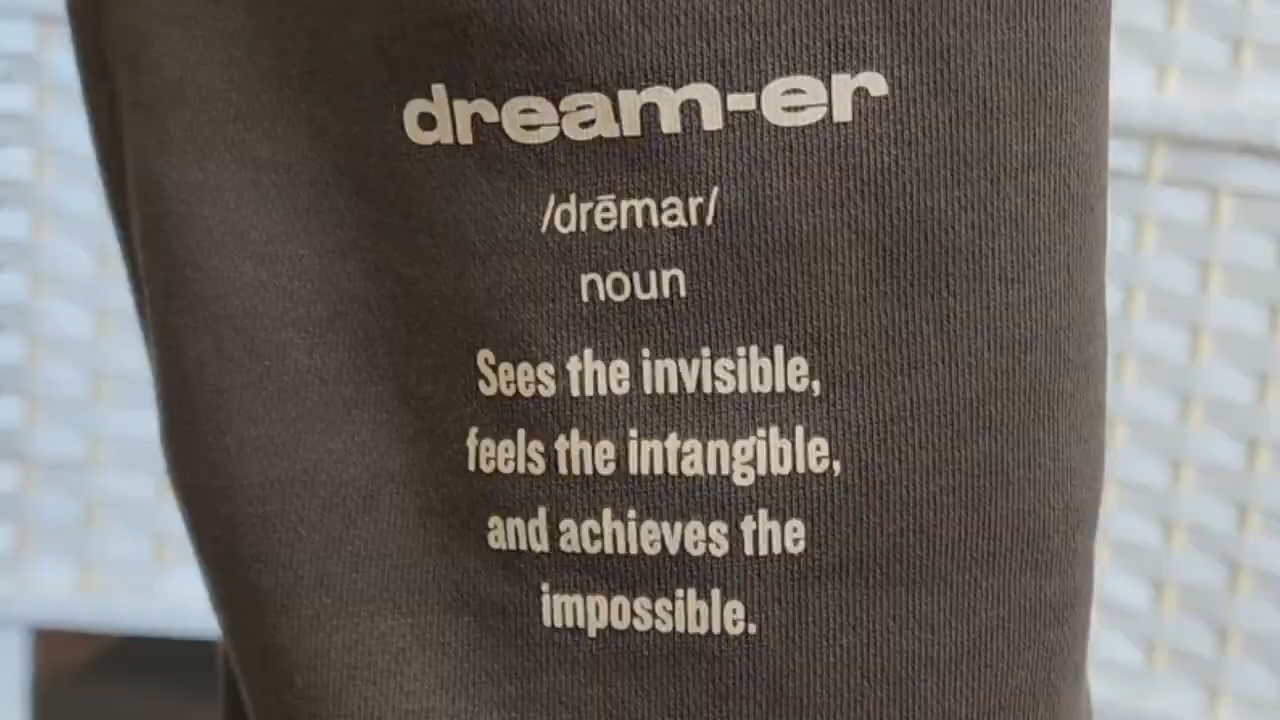 dream-er
/drēmar/
noun
Sees the invisible,
feels the intangible,
and achieves the
impossible.